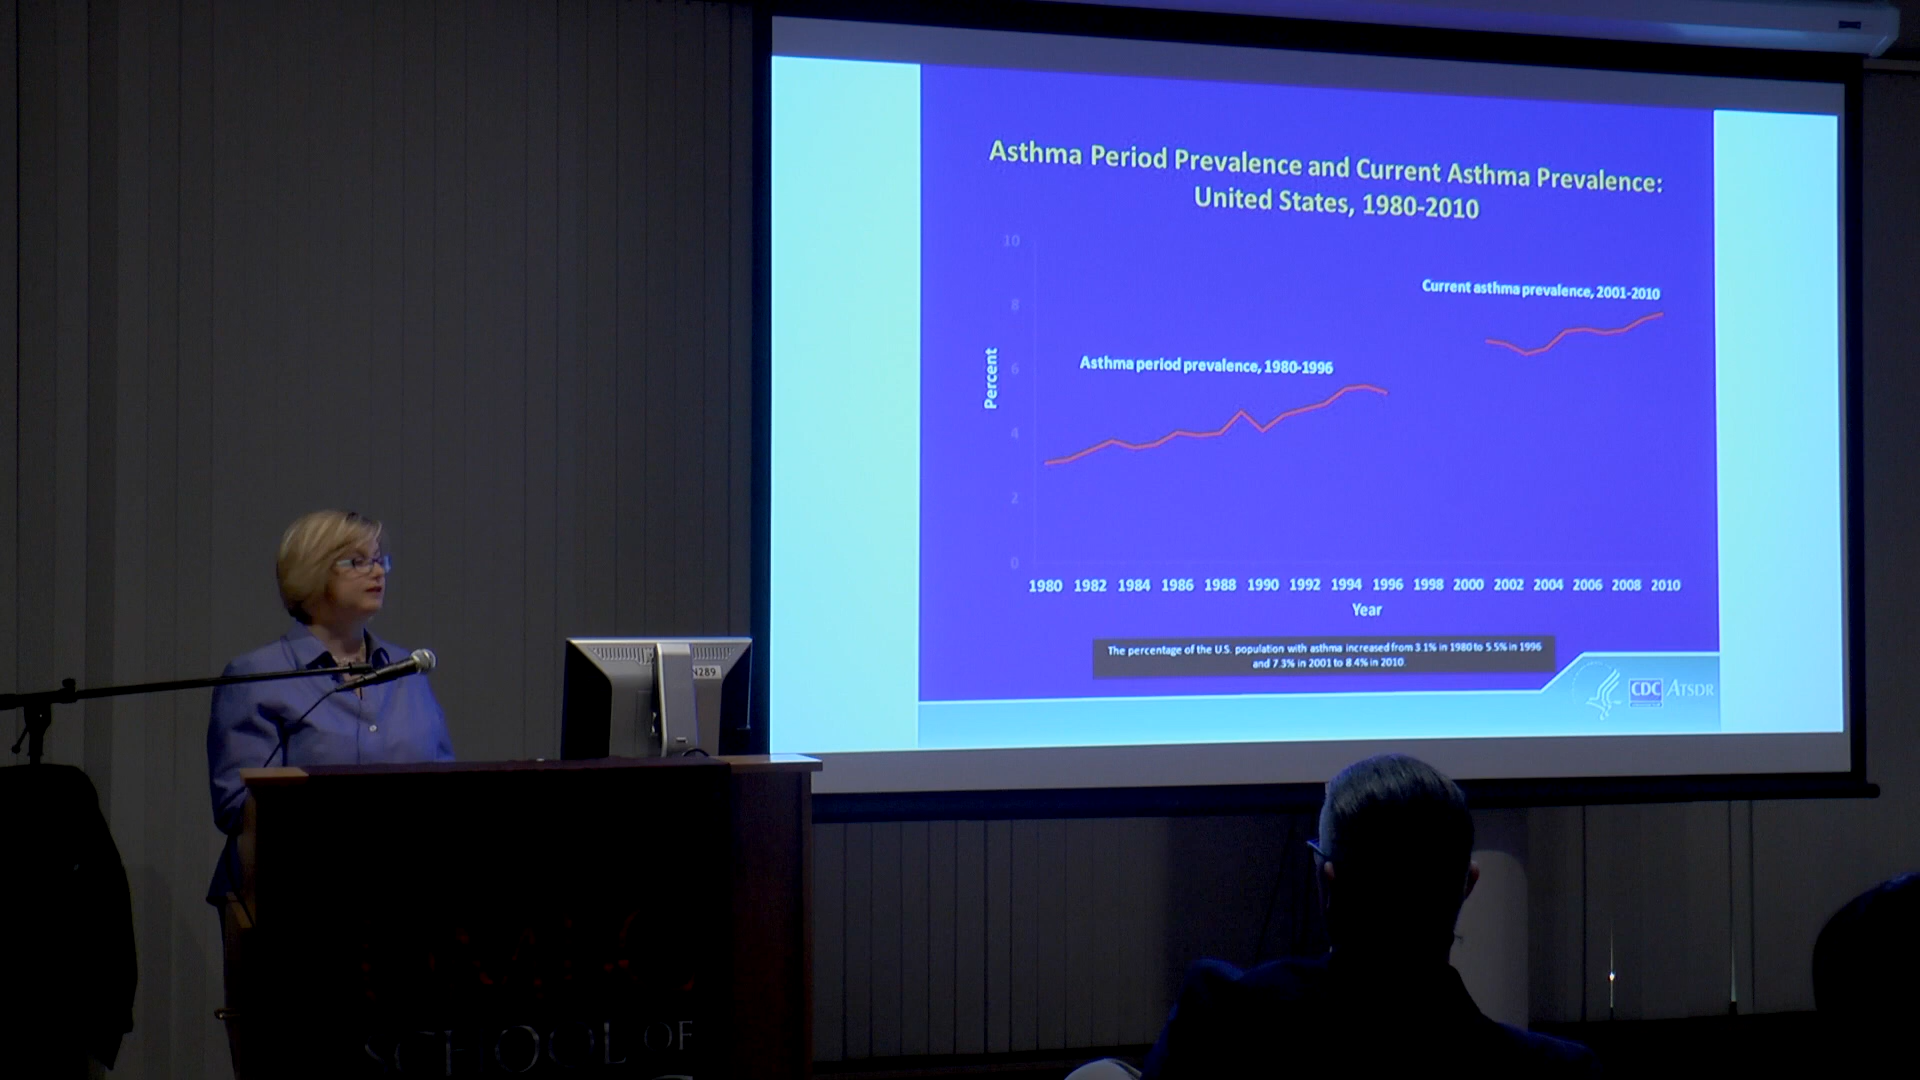 Asthma Period Prevalence and Current Asthma Prevalence:
United States, 1980-2010
10
Current asthma prevalence, 2001-2010
8
Asthma period prevalence, 1980-1996
6
Percent
4
2
0
1980 1982 1984 1986 1988 1990 1992 1994 1996 1998 2000 2002 2004 2006 2008 2010
Year
The percentage of the U.S. population with asthma increased from 3.1% in 1980 to 5.5% in 1996
and 7.3% in 2001 to 8.4% in 2010
CDC ATSDR
N289
SCHOOL OF